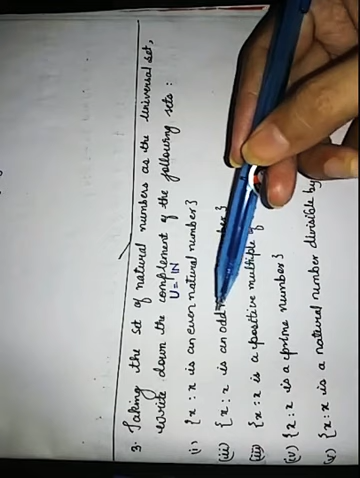 3. Taking the set of natural numbers as the universal set,
write down the complement of the following sets :
U = IN
(i) {x : x is an even natural number}
(ii) {x : x is an odd }
(iii) {x : x is a positive multiple of
(iv) {x : x is a prime number}
(v) {x : x is a natural number divisible by